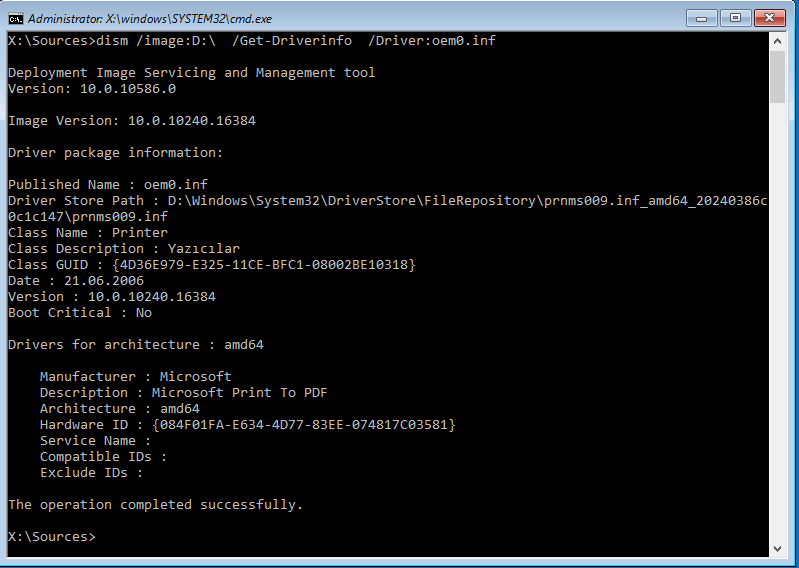 Administrator: X:\windows\SYSTEM32\cmd.exe
X:\Sources>dism /image:D:\  /Get-Driverinfo  /Driver:oem0.inf
Deployment Image Servicing and Management tool
Version: 10.0.10586.0
Image Version: 10.0.10240.16384
Driver package information:
Published Name : oem0.inf
Driver Store Path : D:\Windows\System32\DriverStore\FileRepository\prnms009.inf_amd64_20240386c
0c1c147\prnms009.inf
Class Name : Printer
Class Description : Yazıcılar
Class GUID : {4D36E979-E325-11CE-BFC1-08002BE10318}
Date : 21.06.2006
Version : 10.0.10240.16384
Boot Critical : No
Drivers for architecture : amd64
Manufacturer : Microsoft
Description : Microsoft Print To PDF
Architecture : amd64
Hardware ID : {084F01FA-E634-4D77-83EE-074817C03581}
Service Name :
Compatible IDs :
Exclude IDs :
The operation completed successfully.
X:\Sources>